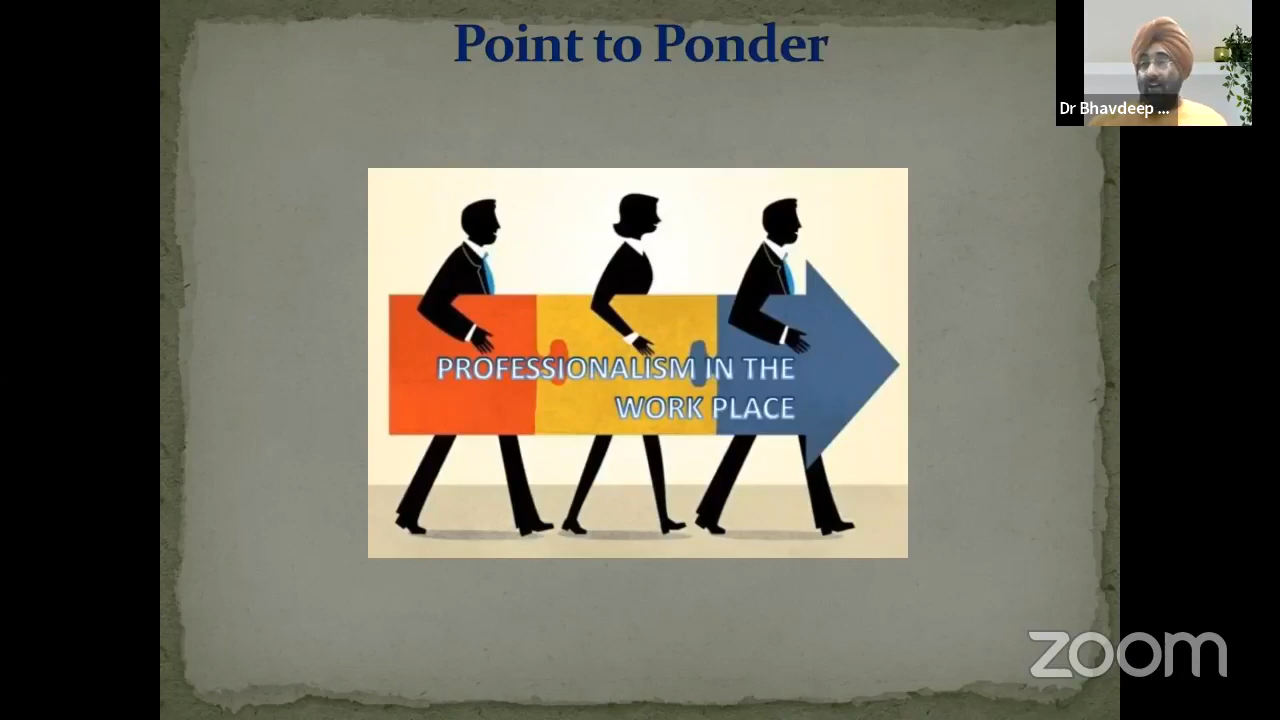 Point to Ponder
Dr Bhavdeep ...
PROFESSIONALISM IN THE
WORK PLACE
zoom